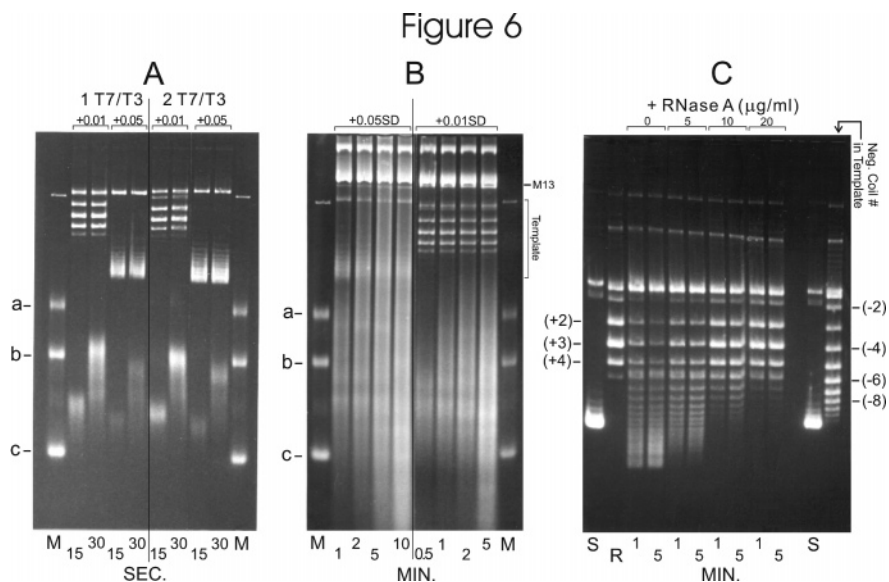 Figure 6
A
1 T7/T3 2 T7/T3
+0.01 +0.05 +0.01 +0.05
a
b
c
M 15 30 15 30 15 30 15 30 M
SEC.
B
+0.05SD +0.01SD
M13
Template
a
b
c
M 1 2 5 10 0.5 1 2 5 M
MIN.
C
+ RNase A (μg/ml)
0 5 10 20
Neg. Coil #
in Template
(+2)
(+3)
(+4)
(-2)
(-4)
(-6)
(-8)
S R 1 5 1 5 1 5 1 5 S
MIN.